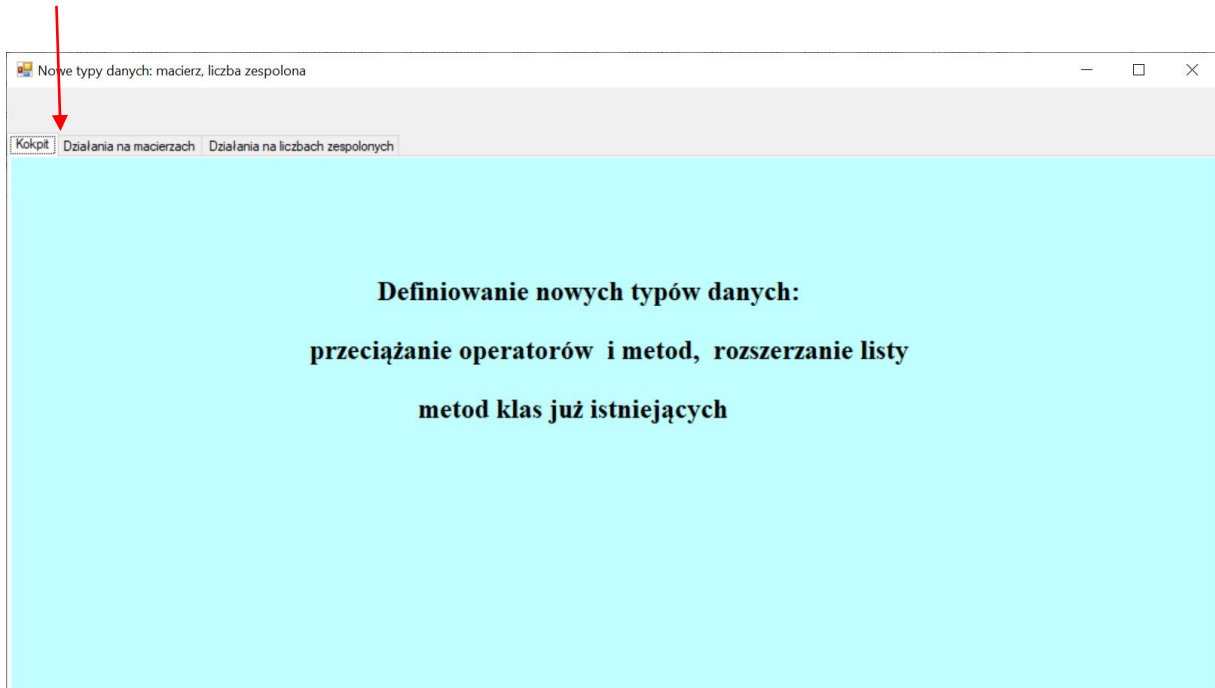 Nowe typy danych: macierz, liczba zespolona
Kokpit Działania na macierzach Działania na liczbach zespolonych
Definiowanie nowych typów danych:
przeciążanie operatorów i metod, rozszerzanie listy
metod klas już istniejących